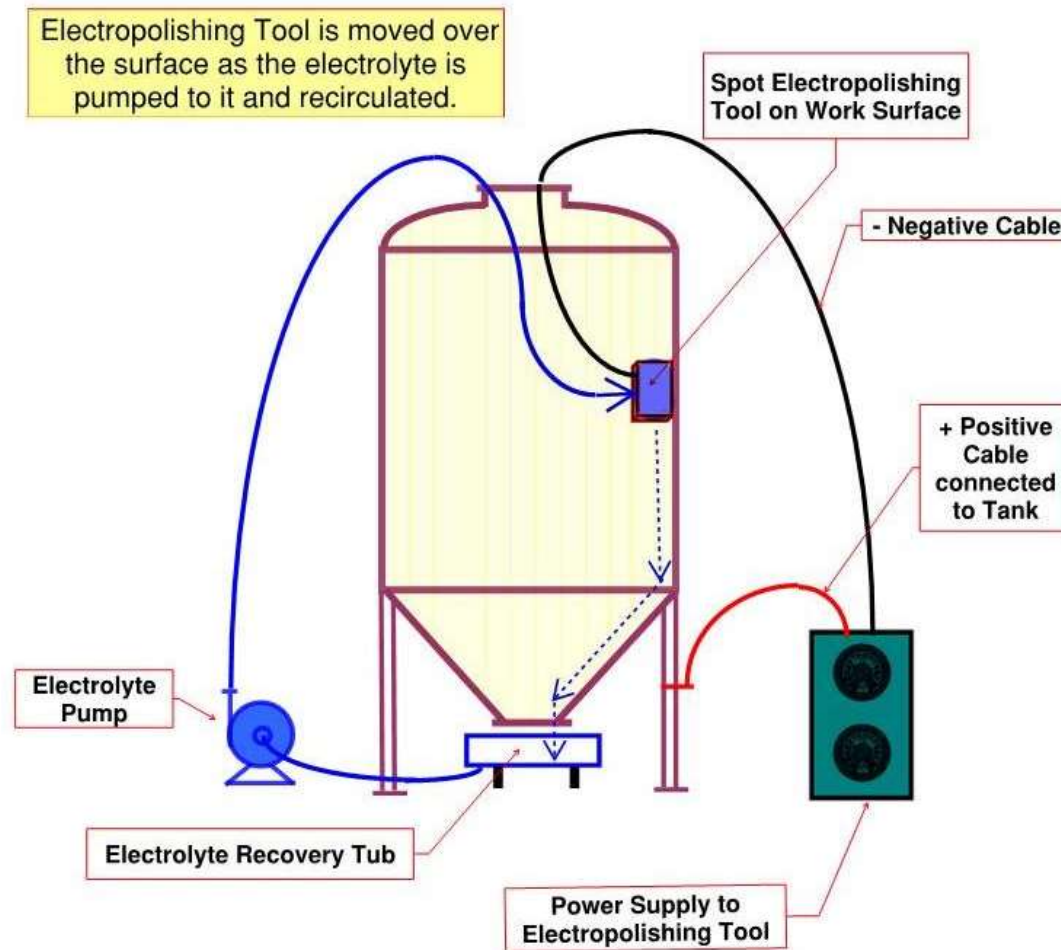 Electropolishing Tool is moved over
the surface as the electrolyte is
pumped to it and recirculated.
Spot Electropolishing
Tool on Work Surface
- Negative Cable
+ Positive
Cable
connected
to Tank
Electrolyte
Pump
Electrolyte Recovery Tub
Power Supply to
Electropolishing Tool